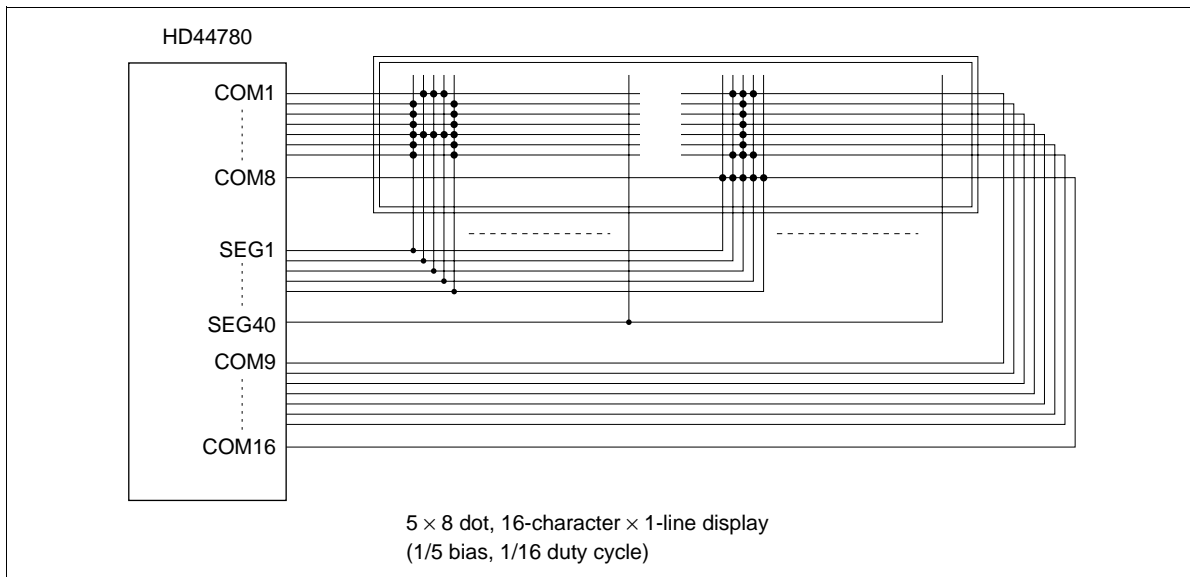 HD44780
COM1
COM8
SEG1
SEG40
COM9
COM16
5 × 8 dot, 16-character × 1-line display
(1/5 bias, 1/16 duty cycle)